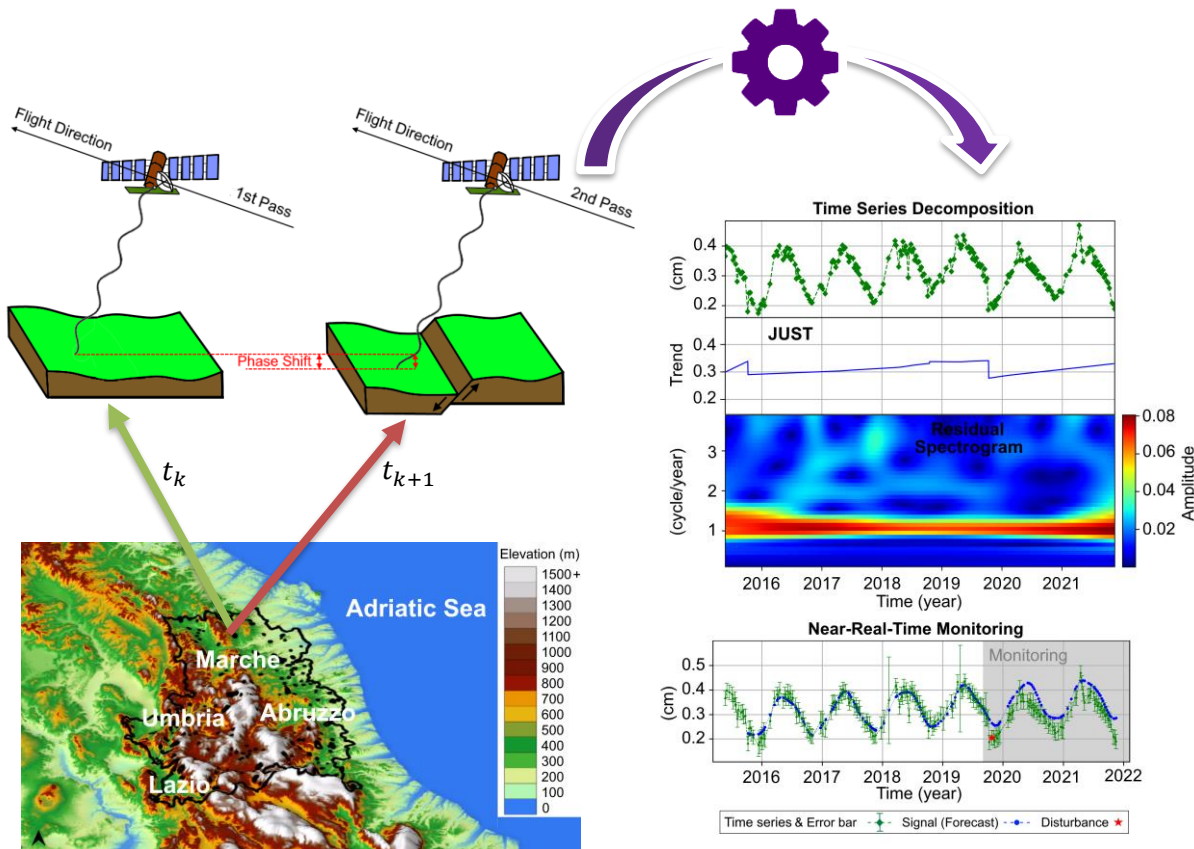 Flight Direction
1st Pass
Flight Direction
2nd Pass
Phase Shift
t_k
t_{k+1}
Elevation (m)
1500+
1400
1300
1200
1100
1000
900
800
700
600
500
400
300
200
100
0
Adriatic Sea
Marche
Umbria
Abruzzo
Lazio
Time Series Decomposition
(cm)
0.4
0.3
0.2
JUST
Trend
0.4
0.3
0.2
Residual
Spectrogram
(cycle/year)
3
2
1
2016 2017 2018 2019 2020 2021
Time (year)
0.08
0.06
0.04
0.02
Amplitude
Near-Real-Time Monitoring
Monitoring
(cm)
0.5
0.4
0.3
0.2
2016 2017 2018 2019 2020 2021 2022
Time (year)
Time series & Error bar Signal (Forecast) Disturbance